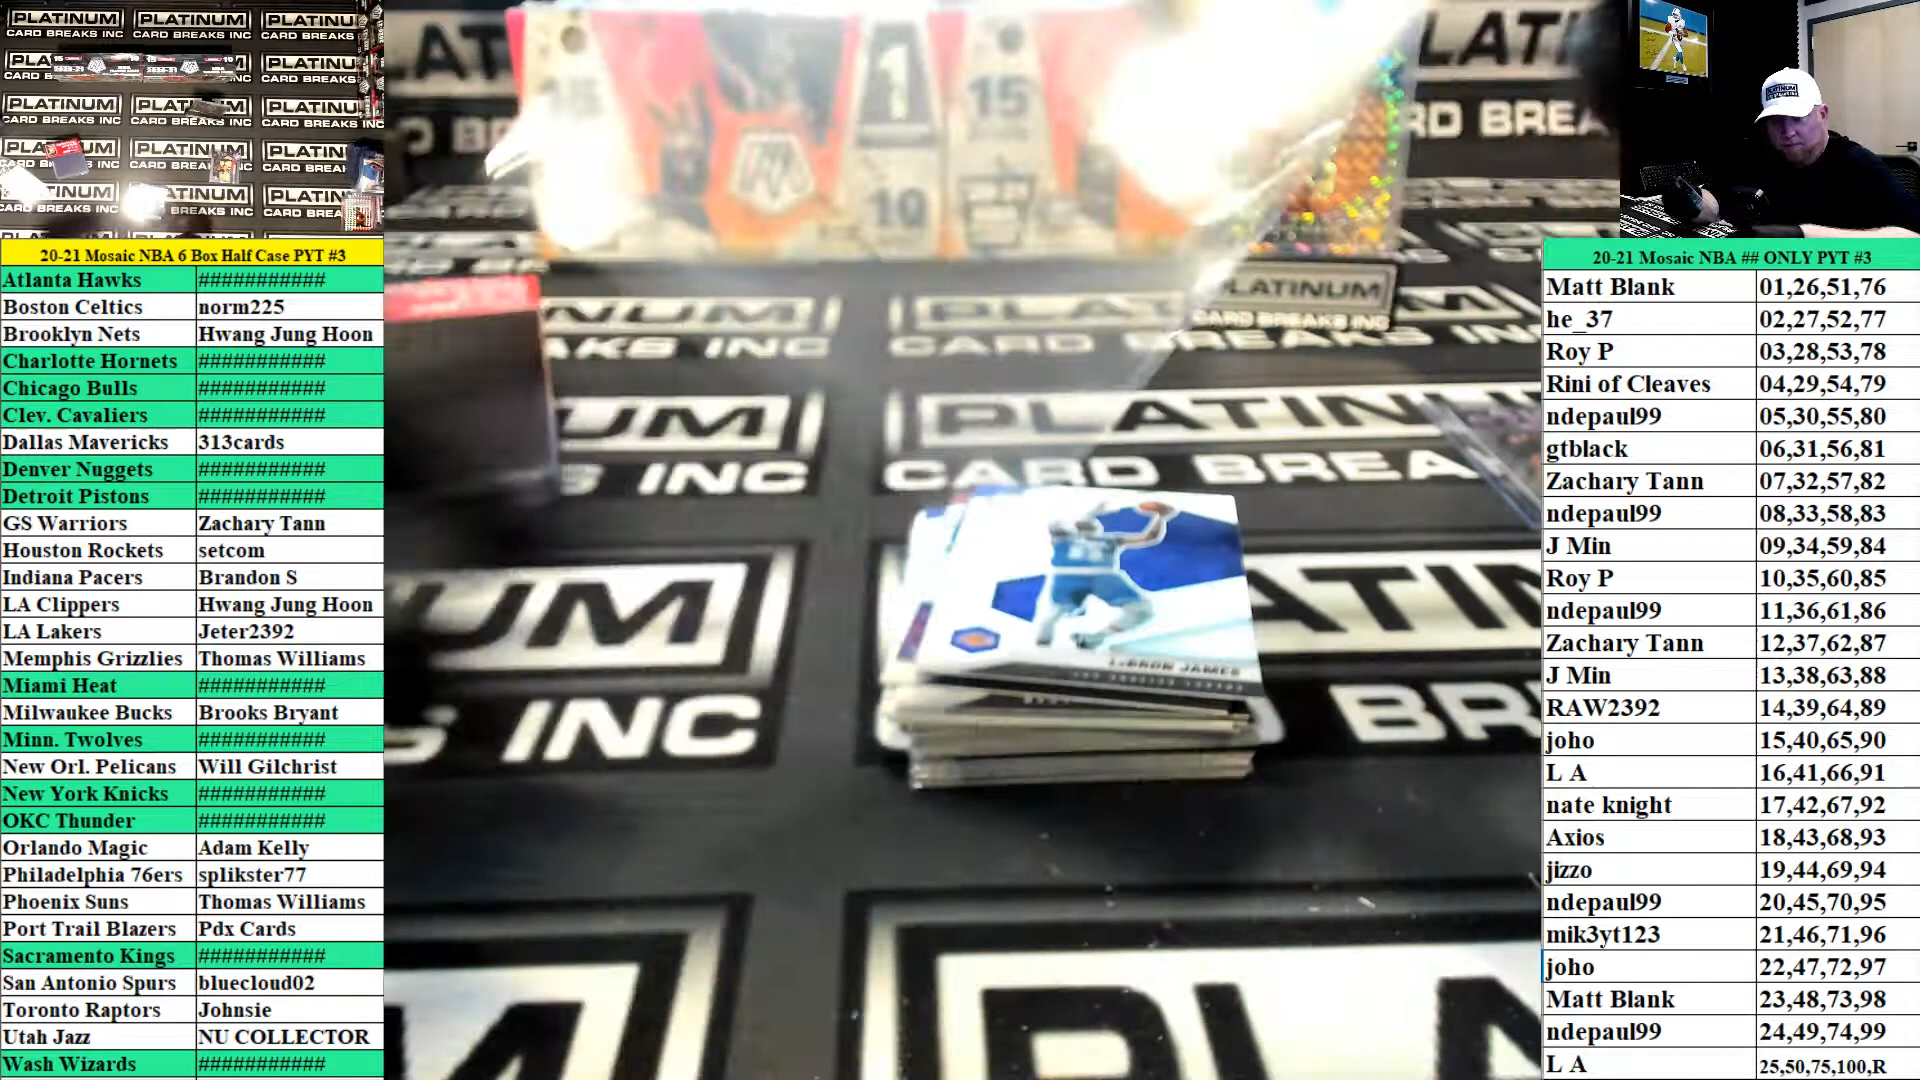 20-21 Mosaic NBA 6 Box Half Case PYT #3
Atlanta Hawks ###########
Boston Celtics norm225
Brooklyn Nets Hwang Jung Hoon
Charlotte Hornets ###########
Chicago Bulls ###########
Clev. Cavaliers ###########
Dallas Mavericks 313cards
Denver Nuggets ###########
Detroit Pistons ###########
GS Warriors Zachary Tann
Houston Rockets setcom
Indiana Pacers Brandon S
LA Clippers Hwang Jung Hoon
LA Lakers Jeter2392
Memphis Grizzlies Thomas Williams
Miami Heat ###########
Milwaukee Bucks Brooks Bryant
Minn. Twolves ###########
New Orl. Pelicans Will Gilchrist
New York Knicks ###########
OKC Thunder ###########
Orlando Magic Adam Kelly
Philadelphia 76ers splikster77
Phoenix Suns Thomas Williams
Port Trail Blazers Pdx Cards
Sacramento Kings ###########
San Antonio Spurs bluecloud02
Toronto Raptors Johnsie
Utah Jazz NU COLLECTOR
Wash Wizards ###########
PLATINUM PLATINUM PLATINUM
CARD BREAKS INC CARD BREAKS INC CARD BREAKS INC
15
10
PLATINUM
CARD BREAKS INC
LEBRON JAMES
LOS ANGELES LAKERS
20-21 Mosaic NBA ## ONLY PYT #3
Matt Blank 01,26,51,76
he_37 02,27,52,77
Roy P 03,28,53,78
Rini of Cleaves 04,29,54,79
ndepaul99 05,30,55,80
gtblack 06,31,56,81
Zachary Tann 07,32,57,82
ndepaul99 08,33,58,83
J Min 09,34,59,84
Roy P 10,35,60,85
ndepaul99 11,36,61,86
Zachary Tann 12,37,62,87
J Min 13,38,63,88
RAW2392 14,39,64,89
joho 15,40,65,90
L A 16,41,66,91
nate knight 17,42,67,92
Axios 18,43,68,93
jizzo 19,44,69,94
ndepaul99 20,45,70,95
mik3yt123 21,46,71,96
joho 22,47,72,97
Matt Blank 23,48,73,98
ndepaul99 24,49,74,99
L A 25,50,75,100,R